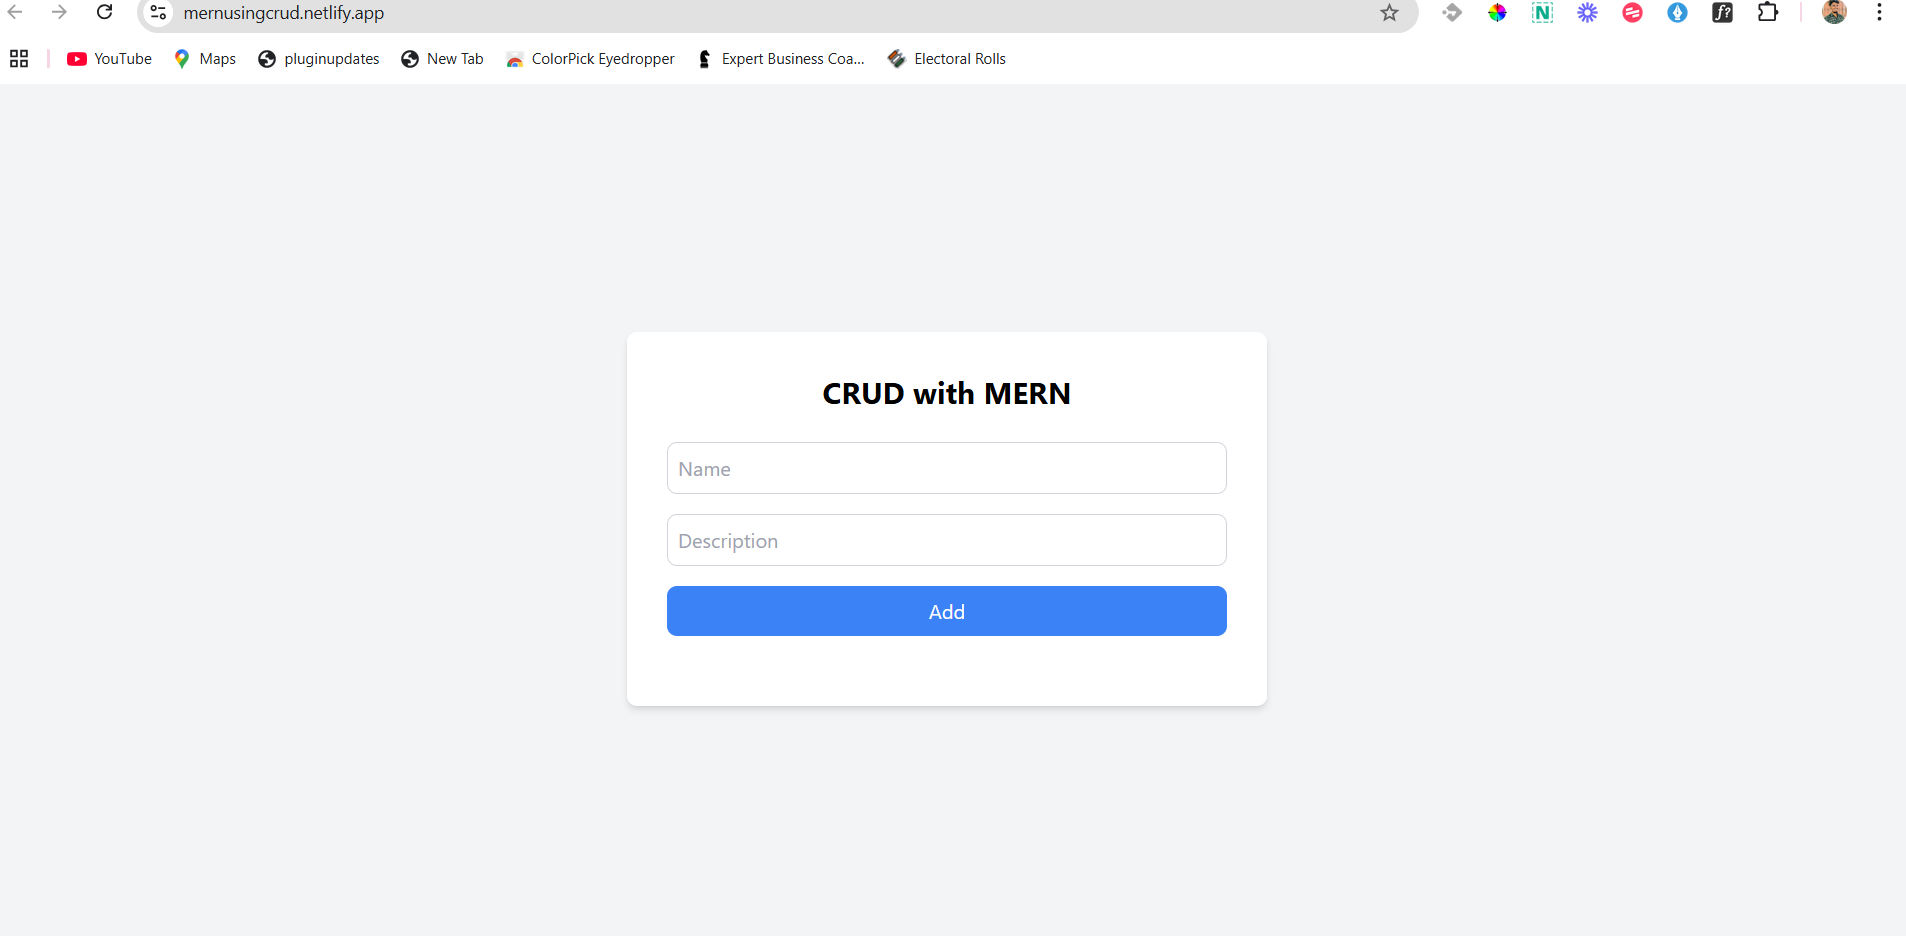 mernusingcrud.netlify.app
YouTube Maps pluginupdates New Tab ColorPick Eyedropper Expert Business Coa... Electoral Rolls
N f?
CRUD with MERN
Name
Description
Add